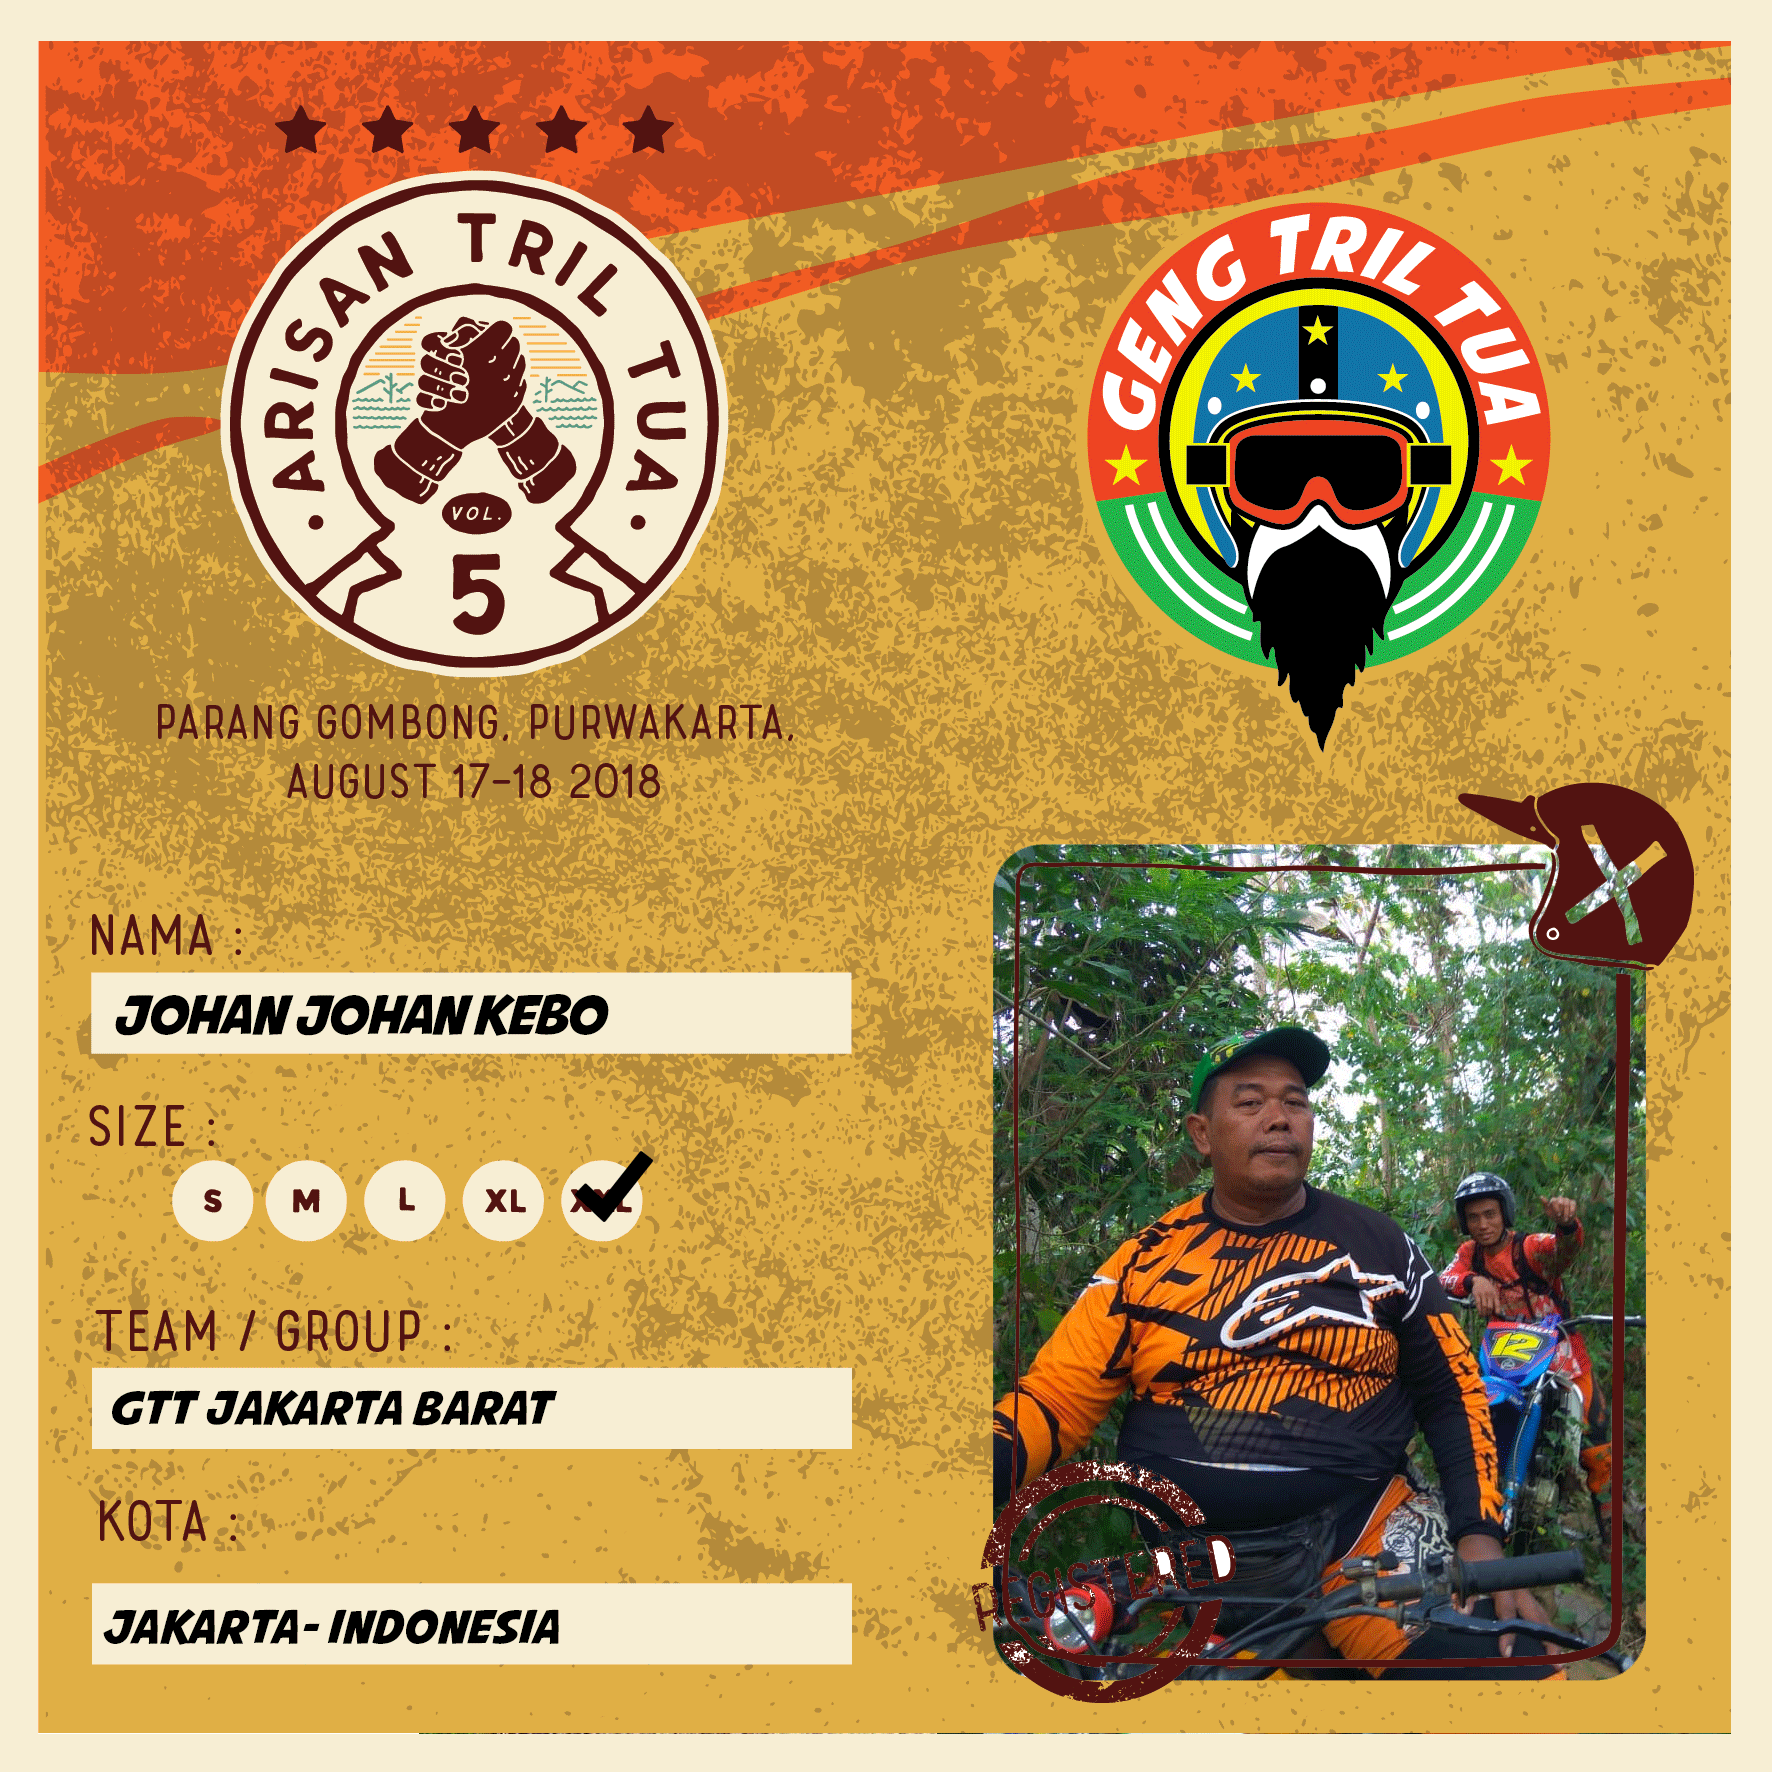 ARISAN TRIL TUA
VOL.
5
GENG TRIL TUA
PARANG GOMBONG, PURWAKARTA,
AUGUST 17-18 2018
NAMA :
JOHAN JOHAN KEBO
SIZE :
S M L XL XXL
TEAM / GROUP :
GTT JAKARTA BARAT
KOTA :
JAKARTA- INDONESIA
12
REGISTERED